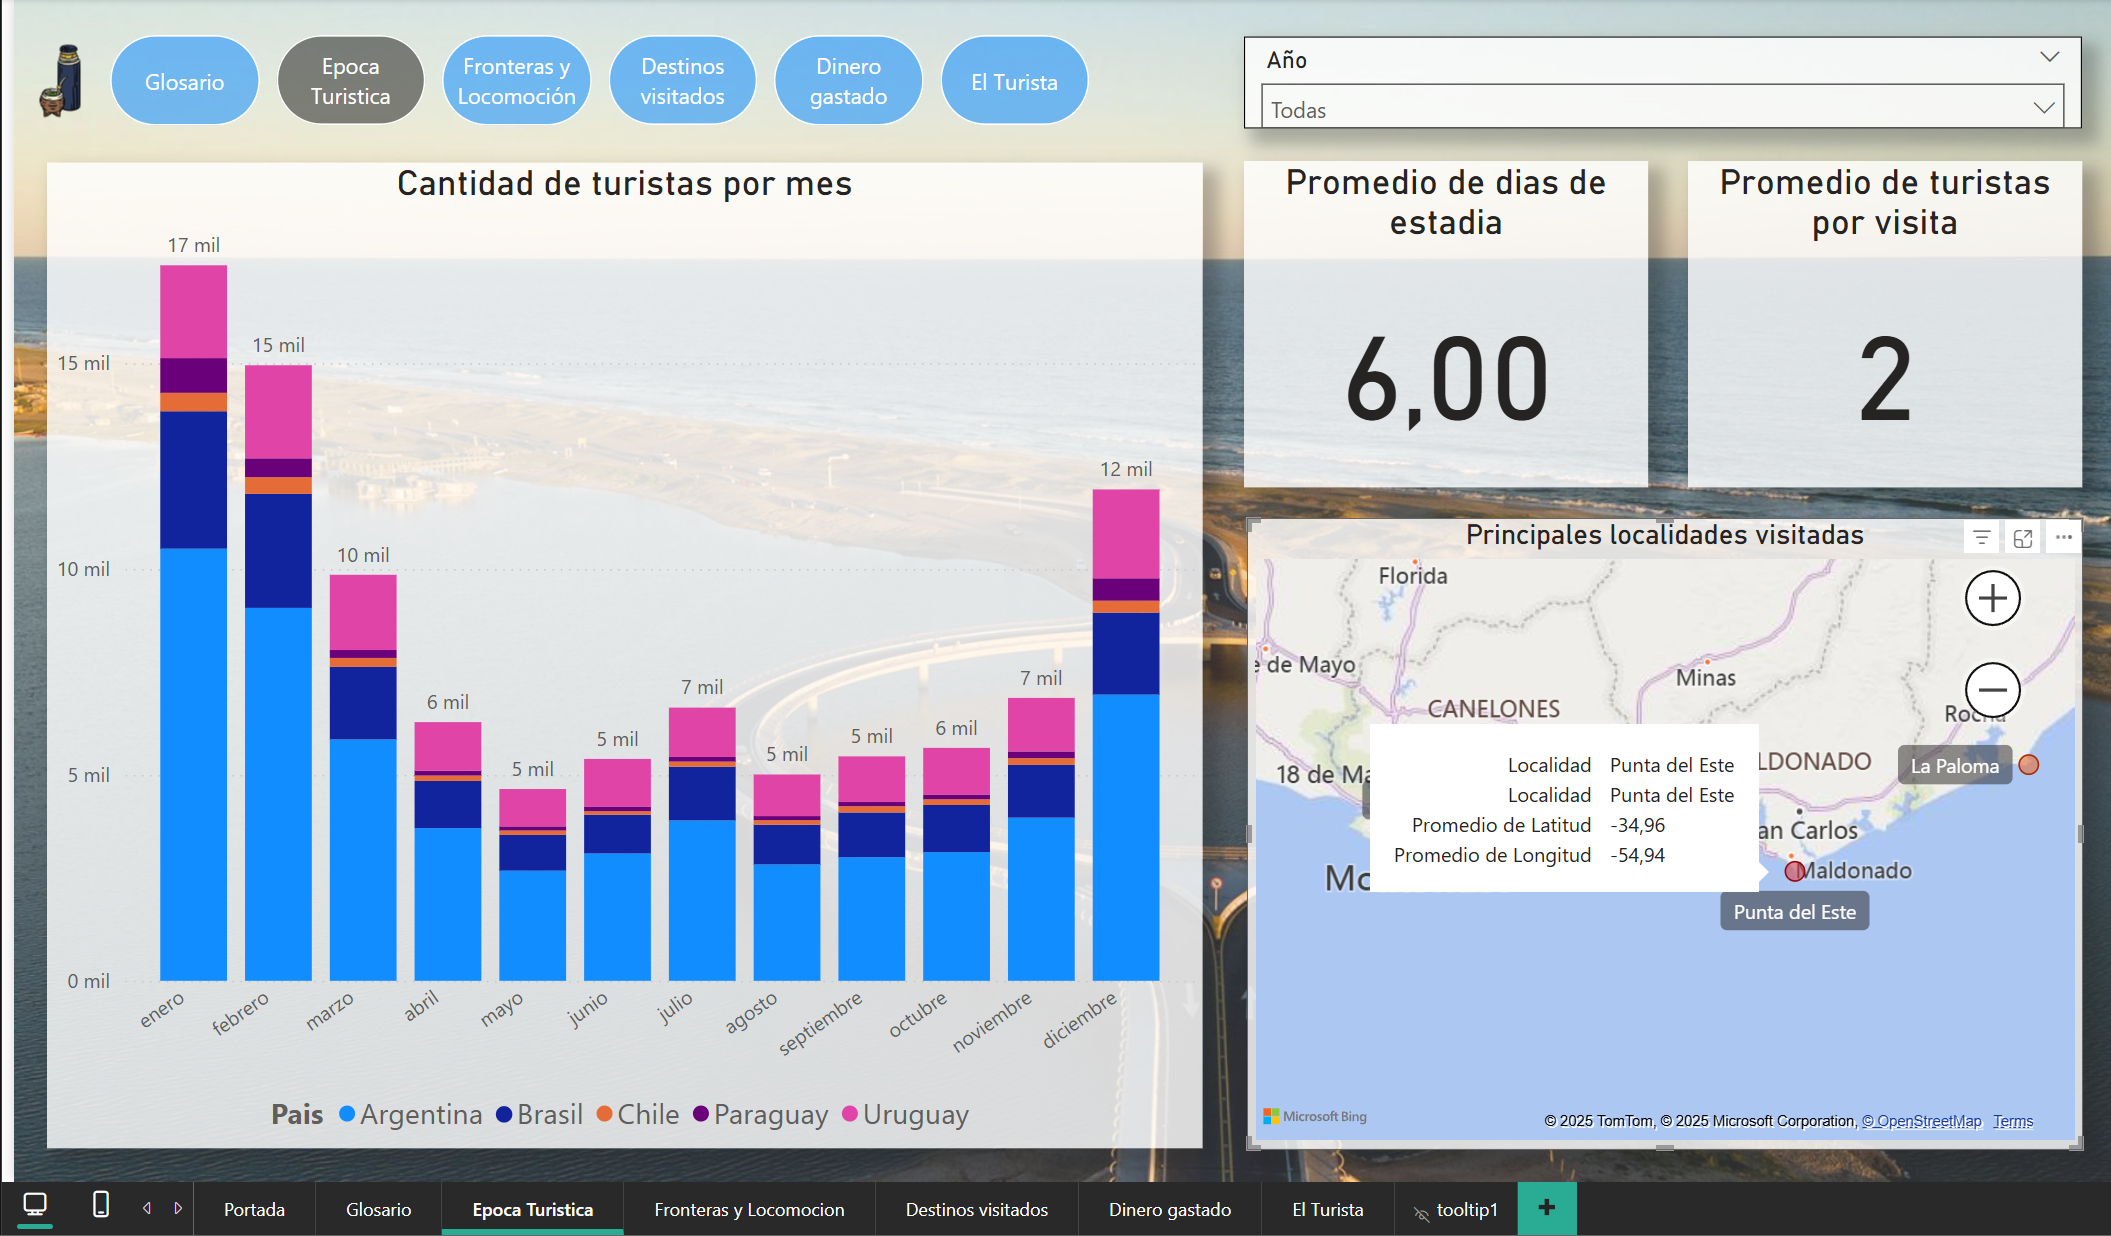 Glosario
Epoca
Turistica
Fronteras y
Locomoción
Destinos
visitados
Dinero
gastado
El Turista
Año
Todas
Cantidad de turistas por mes
17 mil
15 mil
10 mil
6 mil
5 mil
5 mil
7 mil
5 mil
5 mil
6 mil
7 mil
12 mil
15 mil
10 mil
5 mil
0 mil
enero
febrero
marzo
abril
mayo
junio
julio
agosto
septiembre
octubre
noviembre
diciembre
Pais Argentina Brasil Chile Paraguay Uruguay
Promedio de dias de
estadia
6,00
Promedio de turistas
por visita
2
Principales localidades visitadas
Florida
e de Mayo
Minas
CANELONES
Rocha
LDONADO
La Paloma
18 de Ma
Localidad Punta del Este
Localidad Punta del Este
Promedio de Latitud -34,96
Promedio de Longitud -54,94
an Carlos
Mo
Maldonado
Punta del Este
Microsoft Bing
© 2025 TomTom, © 2025 Microsoft Corporation, © OpenStreetMap Terms
Portada
Glosario
Epoca Turistica
Fronteras y Locomocion
Destinos visitados
Dinero gastado
El Turista
tooltip1
+